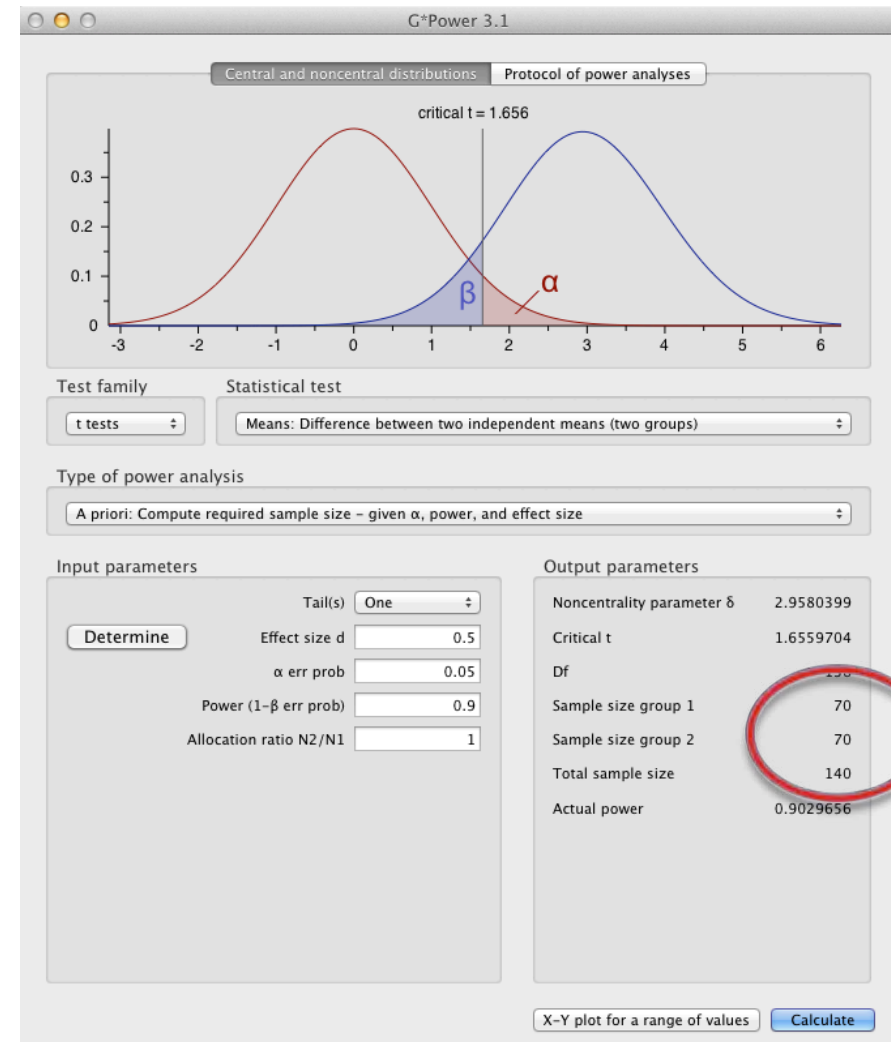 G*Power 3.1
Central and noncentral distributions Protocol of power analyses
critical t = 1.656
0.3
0.2
0.1
0
β
α
-3 -2 -1 0 1 2 3 4 5 6
Test family Statistical test
t tests Means: Difference between two independent means (two groups)
Type of power analysis
A priori: Compute required sample size – given α, power, and effect size
Input parameters Output parameters
Tail(s) One Noncentrality parameter δ 2.9580399
Determine Effect size d 0.5 Critical t 1.6559704
α err prob 0.05 Df
Power (1-β err prob) 0.9 Sample size group 1 70
Allocation ratio N2/N1 1 Sample size group 2 70
Total sample size 140
Actual power 0.9029656
X-Y plot for a range of values Calculate